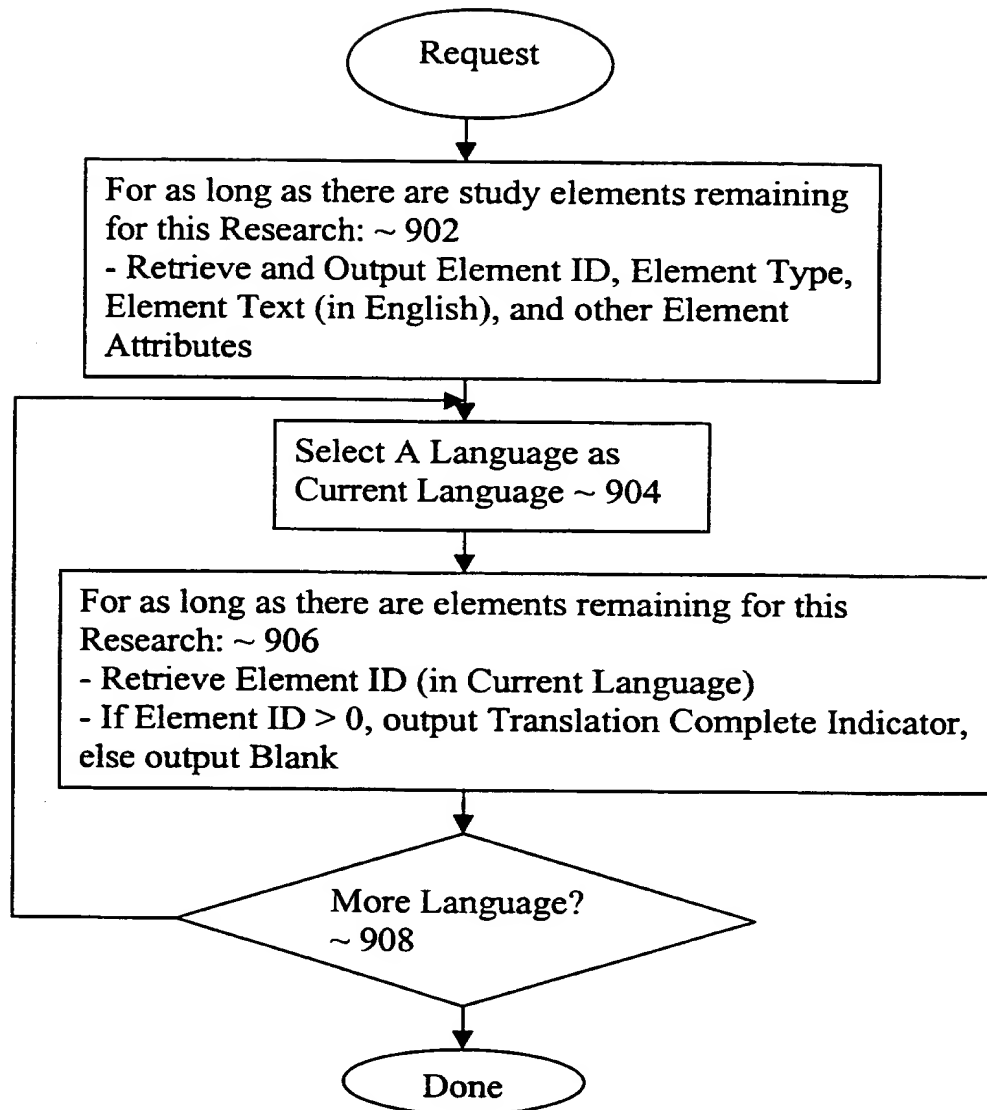 Request
For as long as there are study elements remaining
for this Research: ~ 902
- Retrieve and Output Element ID, Element Type,
Element Text (in English), and other Element
Attributes
Select A Language as
Current Language ~ 904
For as long as there are elements remaining for this
Research: ~ 906
- Retrieve Element ID (in Current Language)
- If Element ID > 0, output Translation Complete Indicator,
else output Blank
More Language?
~ 908
Done